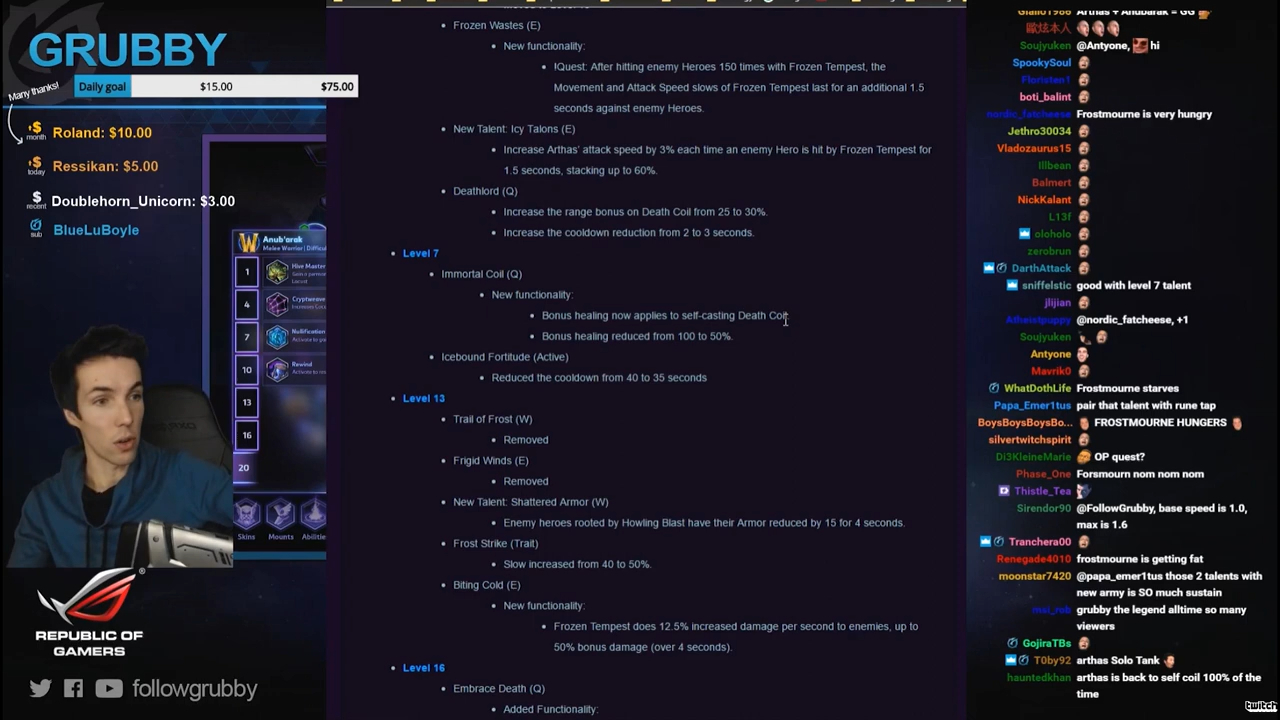 GRUBBY
Many thanks!
Daily goal
$15.00
$75.00
$
month
Roland: $10.00
$
today
Ressikan: $5.00
$
recent
Doublehorn_Unicorn: $3.00
sub
BlueLuBoyle
Anub'arak
1
Hive Master
4
7
Nullification
10
Rewind
13
16
20
Skins
Mounts
REPUBLIC OF
GAMERS
followgrubby
Frozen Wastes (E)
New functionality:
!Quest: After hitting enemy Heroes 150 times with Frozen Tempest, the
Movement and Attack Speed slows of Frozen Tempest last for an additional 1.5
seconds against enemy Heroes.
New Talent: Icy Talons (E)
Increase Arthas' attack speed by 3% each time an enemy Hero is hit by Frozen Tempest for
1.5 seconds, stacking up to 60%.
Deathlord (Q)
Increase the range bonus on Death Coil from 25 to 30%.
Increase the cooldown reduction from 2 to 3 seconds.
Level 7
Immortal Coil (Q)
New functionality:
Bonus healing now applies to self-casting Death Coil.
Bonus healing reduced from 100 to 50%.
Icebound Fortitude (Active)
Reduced the cooldown from 40 to 35 seconds
Level 13
Trail of Frost (W)
Removed
Frigid Winds (E)
Removed
New Talent: Shattered Armor (W)
Enemy heroes rooted by Howling Blast have their Armor reduced by 15 for 4 seconds.
Frost Strike (Trait)
Slow increased from 40 to 50%.
Biting Cold (E)
New functionality:
Frozen Tempest does 12.5% increased damage per second to enemies, up to
50% bonus damage (over 4 seconds).
Level 16
Embrace Death (Q)
Added Functionality:
Giallo1986 Arthas + Anubarak = GG
歐炫本人
Soujyuken @Antyone, hi
SpookySoul
Floristen1
boti_balint
nordic_fatcheese Frostmourne is very hungry
Jethro30034
Vladozaurus15
Illbean
Balmert
NickKalant
L13f
oloholo
zerobrun
DarthAttack
sniffelstic good with level 7 talent
jlijian
Atheistpuppy @nordic_fatcheese, +1
Soujyuken
Antyone
Mavrik0
WhatDothLife Frostmourne starves
Papa_Emer1tus pair that talent with rune tap
BoysBoysBoysBo... FROSTMOURNE HUNGERS
silvertwitchspirit
Di3KleineMarie OP quest?
Phase_One Forsmourn nom nom nom
Thistle_Tea
Sirendor90 @FollowGrubby, base speed is 1.0,
max is 1.6
Tranchera00
Renegade4010 frostmourne is getting fat
moonstar7420 @papa_emer1tus those 2 talents with
new army is SO much sustain
msi_rob grubby the legend alltime so many
viewers
GojiraTBs
T0by92 arthas Solo Tank
hauntedkhan arthas is back to self coil 100% of the
time
twitch